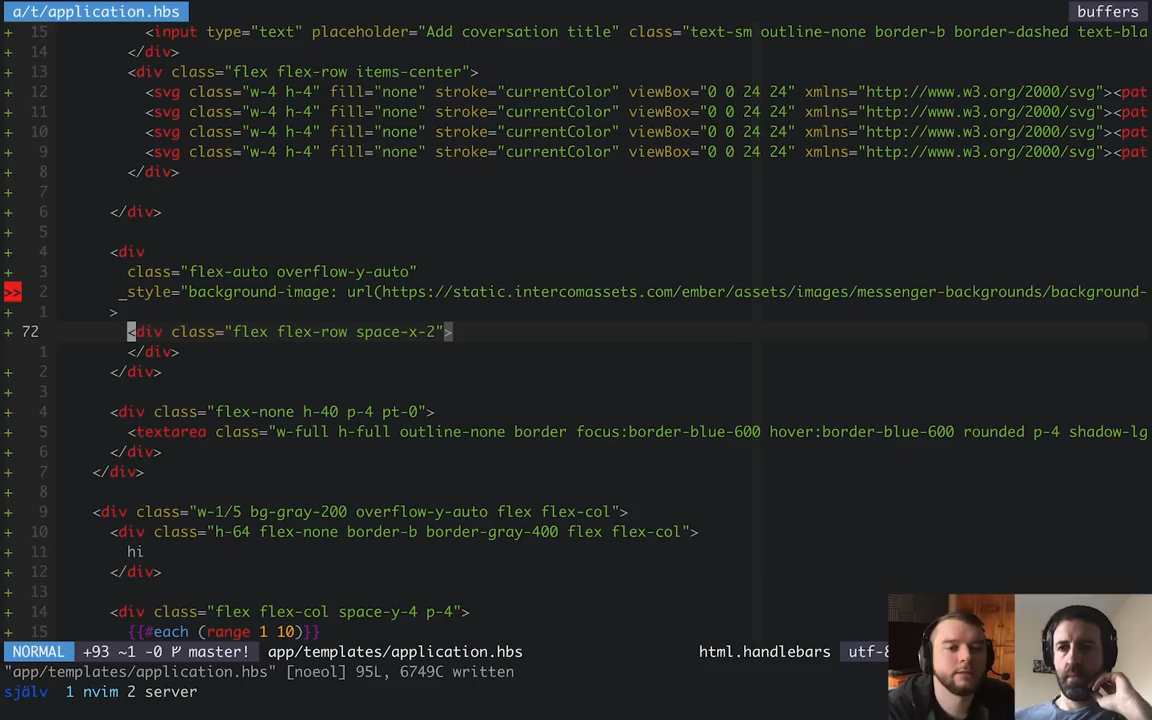 a/t/application.hbs buffers
+ 15 <input type="text" placeholder="Add coversation title" class="text-sm outline-none border-b border-dashed text-bla
+ 14 </div>
+ 13 <div class="flex flex-row items-center">
+ 12 <svg class="w-4 h-4" fill="none" stroke="currentColor" viewBox="0 0 24 24" xmlns="http://www.w3.org/2000/svg"><pat
+ 11 <svg class="w-4 h-4" fill="none" stroke="currentColor" viewBox="0 0 24 24" xmlns="http://www.w3.org/2000/svg"><pat
+ 10 <svg class="w-4 h-4" fill="none" stroke="currentColor" viewBox="0 0 24 24" xmlns="http://www.w3.org/2000/svg"><pat
+ 9 <svg class="w-4 h-4" fill="none" stroke="currentColor" viewBox="0 0 24 24" xmlns="http://www.w3.org/2000/svg"><pat
+ 8 </div>
+ 7
+ 6 </div>
+ 5
+ 4 <div
+ 3 class="flex-auto overflow-y-auto"
>> 2 _style="background-image: url(https://static.intercomassets.com/ember/assets/images/messenger-backgrounds/background-
+ 1 >
+ 72 <div class="flex flex-row space-x-2">
1 </div>
+ 2 </div>
+ 3
+ 4 <div class="flex-none h-40 p-4 pt-0">
+ 5 <textarea class="w-full h-full outline-none border focus:border-blue-600 hover:border-blue-600 rounded p-4 shadow-lg
+ 6 </div>
+ 7 </div>
+ 8
+ 9 <div class="w-1/5 bg-gray-200 overflow-y-auto flex flex-col">
+ 10 <div class="h-64 flex-none border-b border-gray-400 flex flex-col">
+ 11 hi
+ 12 </div>
+ 13
+ 14 <div class="flex flex-col space-y-4 p-4">
+ 15 {{#each (range 1 10)}}
NORMAL +93 ~1 -0 master! app/templates/application.hbs html.handlebars utf-8
"app/templates/application.hbs" [noeol] 95L, 6749C written
själv 1 nvim 2 server